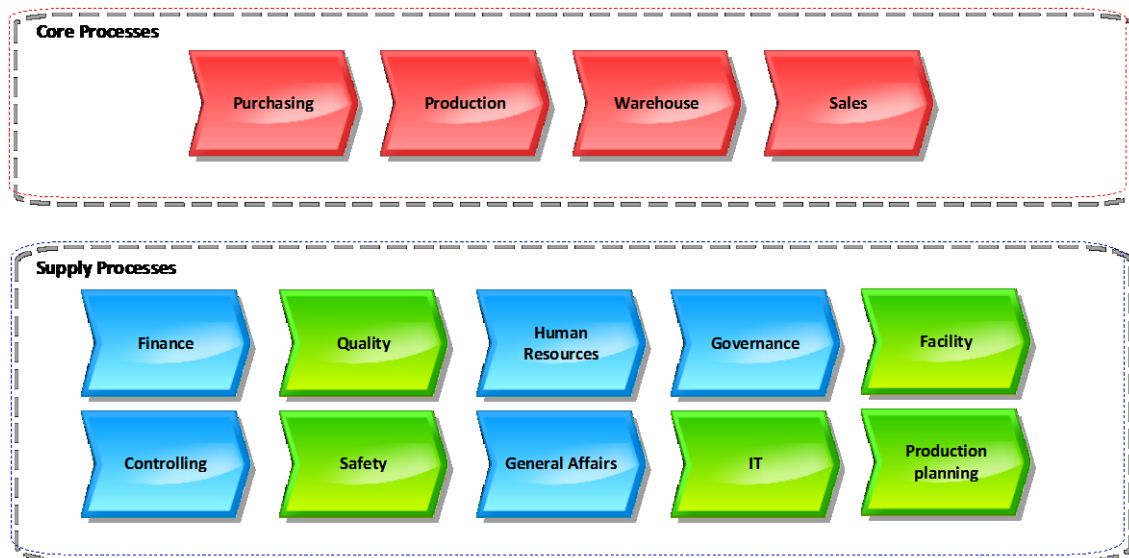 Core Processes
Purchasing
Production
Warehouse
Sales
Supply Processes
Finance
Quality
Human
Resources
Governance
Facility
Controlling
Safety
General Affairs
IT
Production
planning